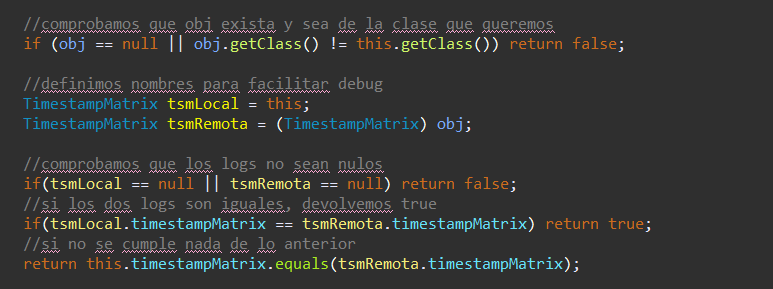 //comprobamos que obj exista y sea de la clase que queremos
if (obj == null || obj.getClass() != this.getClass()) return false;
//definimos nombres para facilitar debug
TimestampMatrix tsmLocal = this;
TimestampMatrix tsmRemota = (TimestampMatrix) obj;
//comprobamos que los logs no sean nulos
if(tsmLocal == null || tsmRemota == null) return false;
//si los dos logs son iguales, devolvemos true
if(tsmLocal.timestampMatrix == tsmRemota.timestampMatrix) return true;
//si no se cumple nada de lo anterior
return this.timestampMatrix.equals(tsmRemota.timestampMatrix);